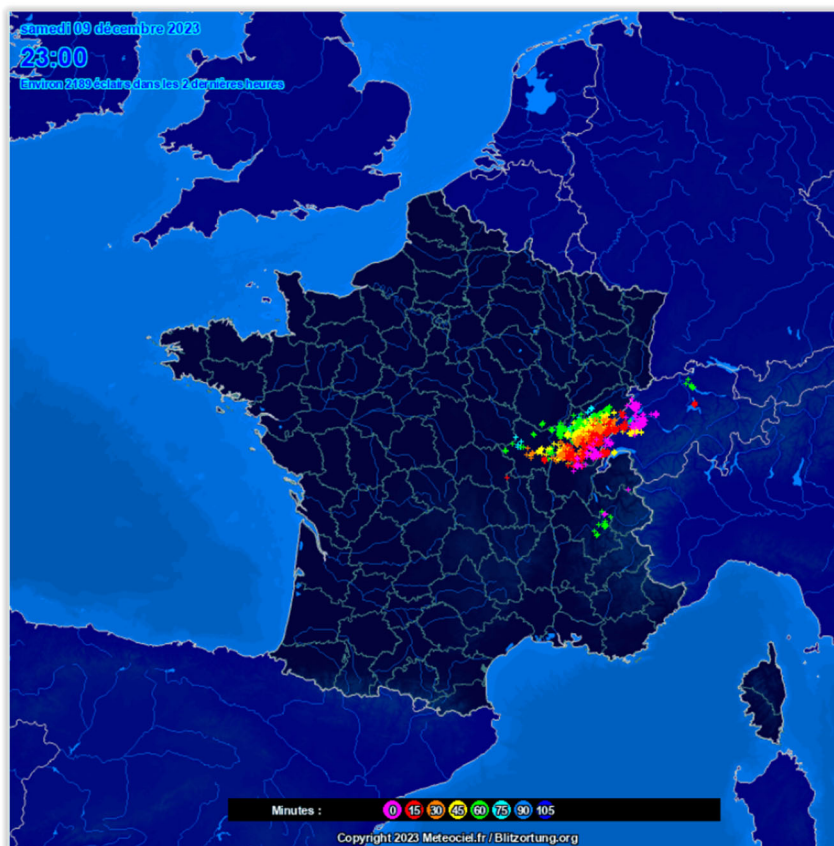 samedi 09 décembre 2023
23:00
Environ 2189 éclairs dans les 2 dernières heures
Minutes : 0 15 30 45 60 75 90 105
Copyright 2023 Meteociel.fr / Blitzortung.org